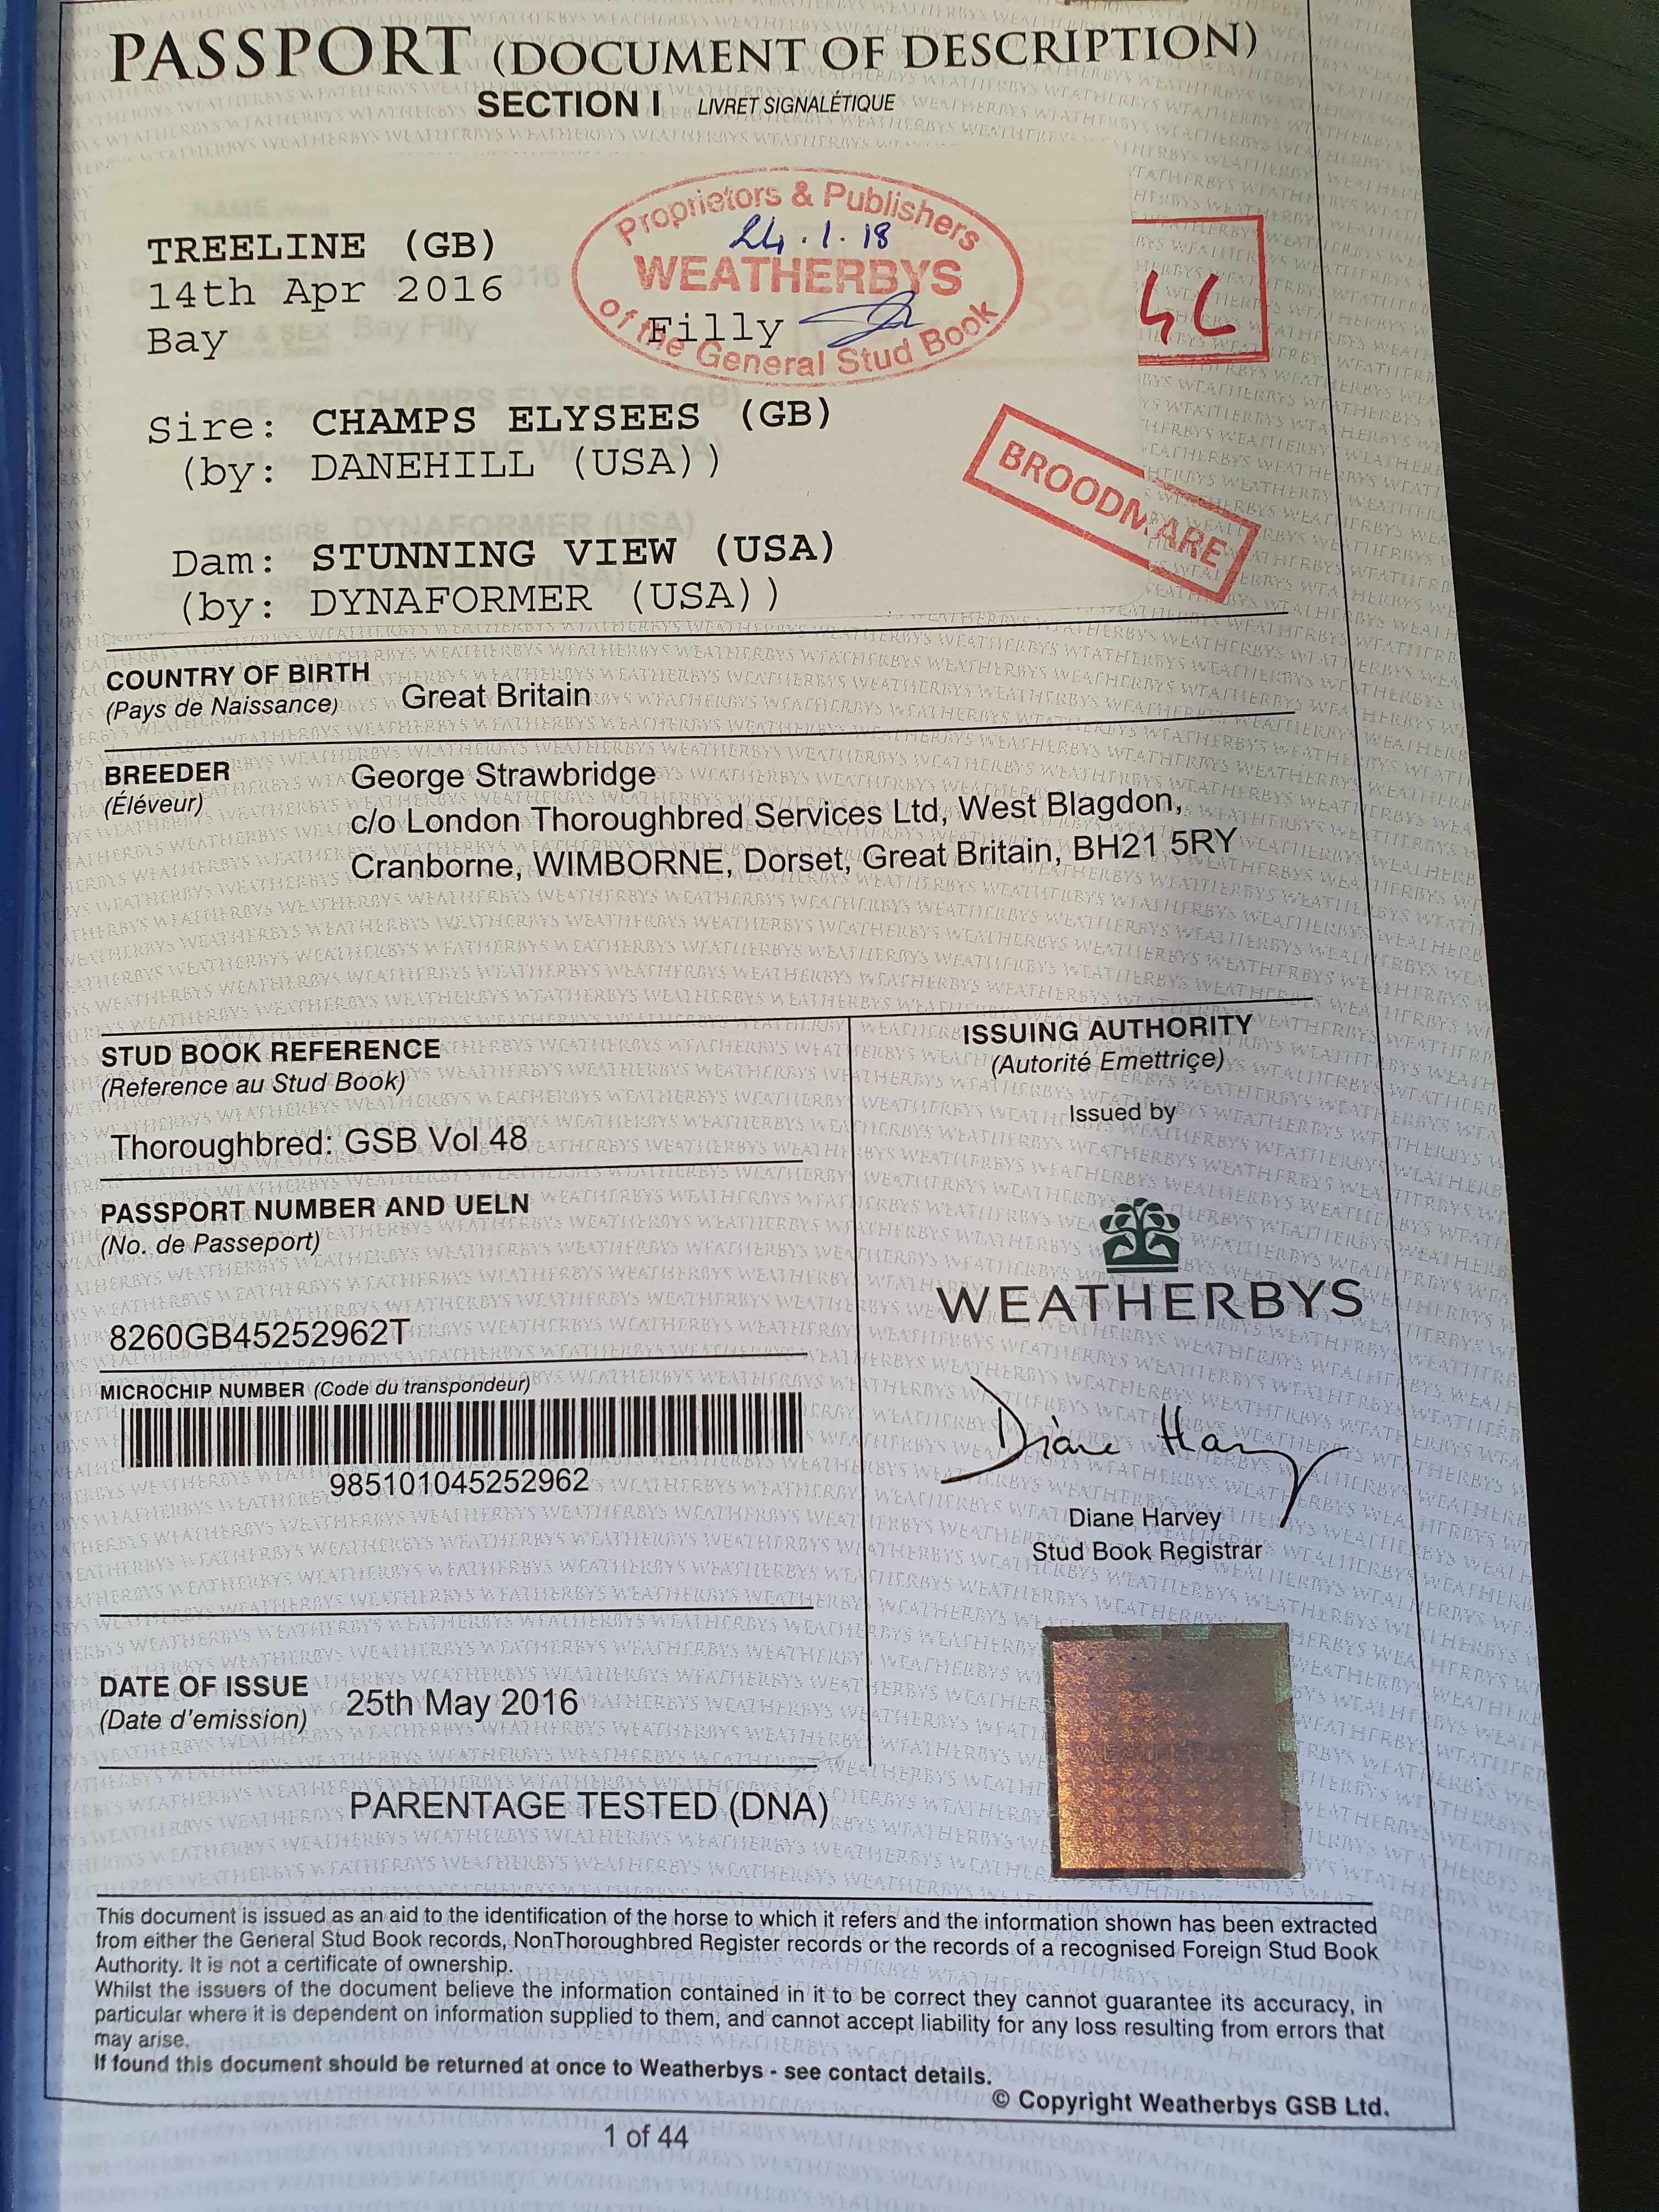 PASSPORT (DOCUMENT OF DESCRIPTION)
SECTION I LIVRET SIGNALÉTIQUE
TREELINE (GB)
14th Apr 2016
Bay Filly
Proprietors & Publishers
24.1.18
WEATHERBYS
of the General Stud Book
Sire: CHAMPS ELYSEES (GB)
(by: DANEHILL (USA))
BROODMARE
Dam: STUNNING VIEW (USA)
(by: DYNAFORMER (USA))
COUNTRY OF BIRTH
(Pays de Naissance) Great Britain
BREEDER George Strawbridge
(Éléveur) c/o London Thoroughbred Services Ltd, West Blagdon,
Cranborne, WIMBORNE, Dorset, Great Britain, BH21 5RY
STUD BOOK REFERENCE
(Reference au Stud Book)
Thoroughbred: GSB Vol 48
PASSPORT NUMBER AND UELN
(No. de Passeport)
8260GB45252962T
MICROCHIP NUMBER (Code du transpondeur)
985101045252962
DATE OF ISSUE 25th May 2016
(Date d'emission)
ISSUING AUTHORITY
(Autorité Emettriçe)
Issued by
WEATHERBYS
Diane Harvey
Diane Harvey
Stud Book Registrar
PARENTAGE TESTED (DNA)
This document is issued as an aid to the identification of the horse to which it refers and the information shown has been extracted
from either the General Stud Book records, NonThoroughbred Register records or the records of a recognised Foreign Stud Book
Authority. It is not a certificate of ownership.
Whilst the issuers of the document believe the information contained in it to be correct they cannot guarantee its accuracy, in
particular where it is dependent on information supplied to them, and cannot accept liability for any loss resulting from errors that
may arise.
If found this document should be returned at once to Weatherbys - see contact details.
© Copyright Weatherbys GSB Ltd.
1 of 44